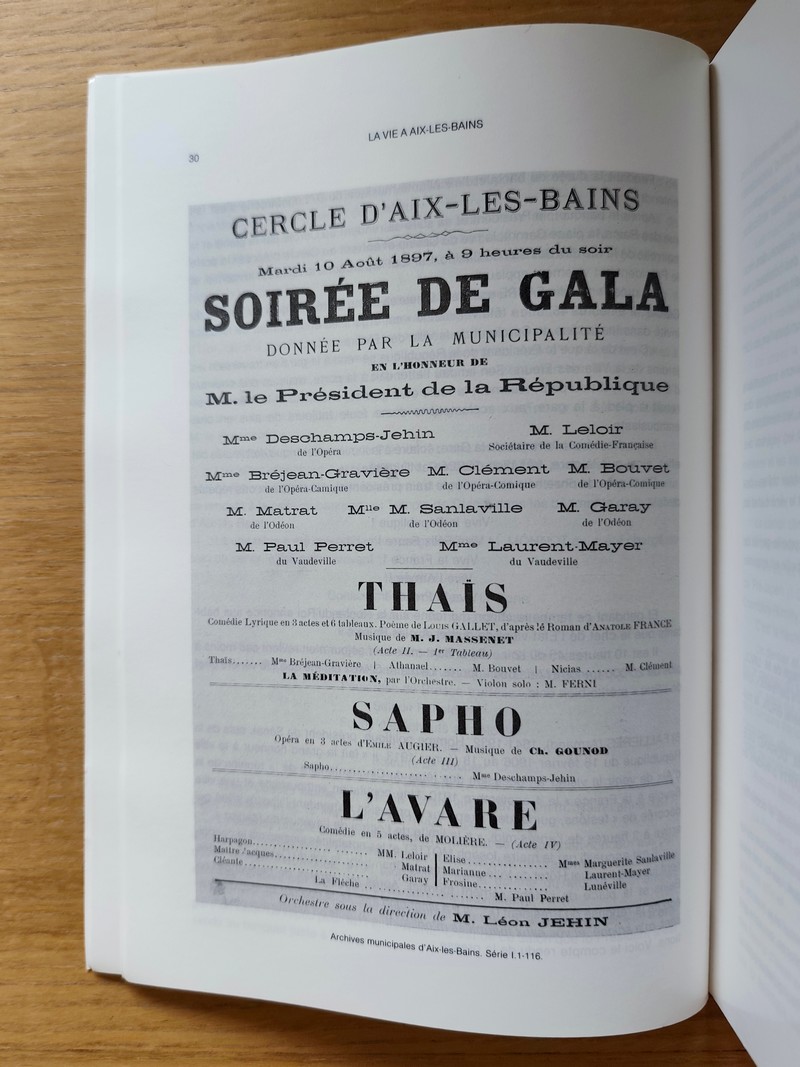 30
LA VIE A AIX-LES-BAINS
CERCLE D'AIX-LES-BAINS
Mardi 10 Août 1897, à 9 heures du soir
SOIRÉE DE GALA
DONNÉE PAR LA MUNICIPALITÉ
EN L'HONNEUR DE
M. le Président de la République
Mme Deschamps-Jehin M. Leloir
de l'Opéra Sociétaire de la Comédie-Française
Mme Bréjean-Gravière M. Clément M. Bouvet
de l'Opéra-Camique de l'Opéra-Comique de l'Opéra-Comique
M. Matrat Mlle M. Sanlaville M. Garay
de l'Odéon de l'Odéon de l'Odéon
M. Paul Perret Mme Laurent-Mayer
du Vaudeville du Vaudeville
THAÏS
Comédie Lyrique en 3 actes et 6 tableaux. Poème de LOUIS GALLET, d'après lé Roman d'ANATOLE FRANCE
Musique de M. J. MASSENET
(Acte II. — 1er Tableau)
Thaïs....... Mme Bréjean-Gravière | Athanael....... M. Bouvet | Nicias ...... M. Clément
LA MÉDITATION, par l'Orchestre. — Violon solo : M. FERNI
SAPHO
Opéra en 3 actes d'EMILE AUGIER. — Musique de Ch. GOUNOD
(Acte III)
Sapho........................... Mme Deschamps-Jehin
L'AVARE
Comédie en 5 actes, de MOLIÈRE. — (Acte IV)
Harpagon........................ MM. Leloir | Elise................ Mmes Marguerite Sanlaville
Maître Jacques.................. Matrat | Marianne... ........ Laurent-Mayer
Cléante......................... Garay | Frosine............. Lunéville
La Flèche ........................ M. Paul Perret
Orchestre sous la direction de M. Léon JEHIN
Archives municipales d'Aix-les-Bains. Série I.1-116.